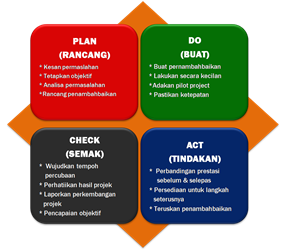 PLAN
(RANCANG)
* Kesan permaslahan
* Tetapkan objektif
* Analisa permasalahan
* Rancang penambahbaikan
DO
(BUAT)
* Buat pernambahbaikan
* Lakukan secara kecilan
* Adakan pilot project
* Pastikan ketepatan
CHECK
(SEMAK)
* Wujudkan tempoh
percubaan
* Perhatikan hasil projek
* Laporkan perkembangan
projek
* Pencapaian objektif
ACT
(TINDAKAN)
* Perbandingan prestasi
sebelum & selepas
* Persediaan untuk langkah
seterusnya
* Teruskan penambahbaikan